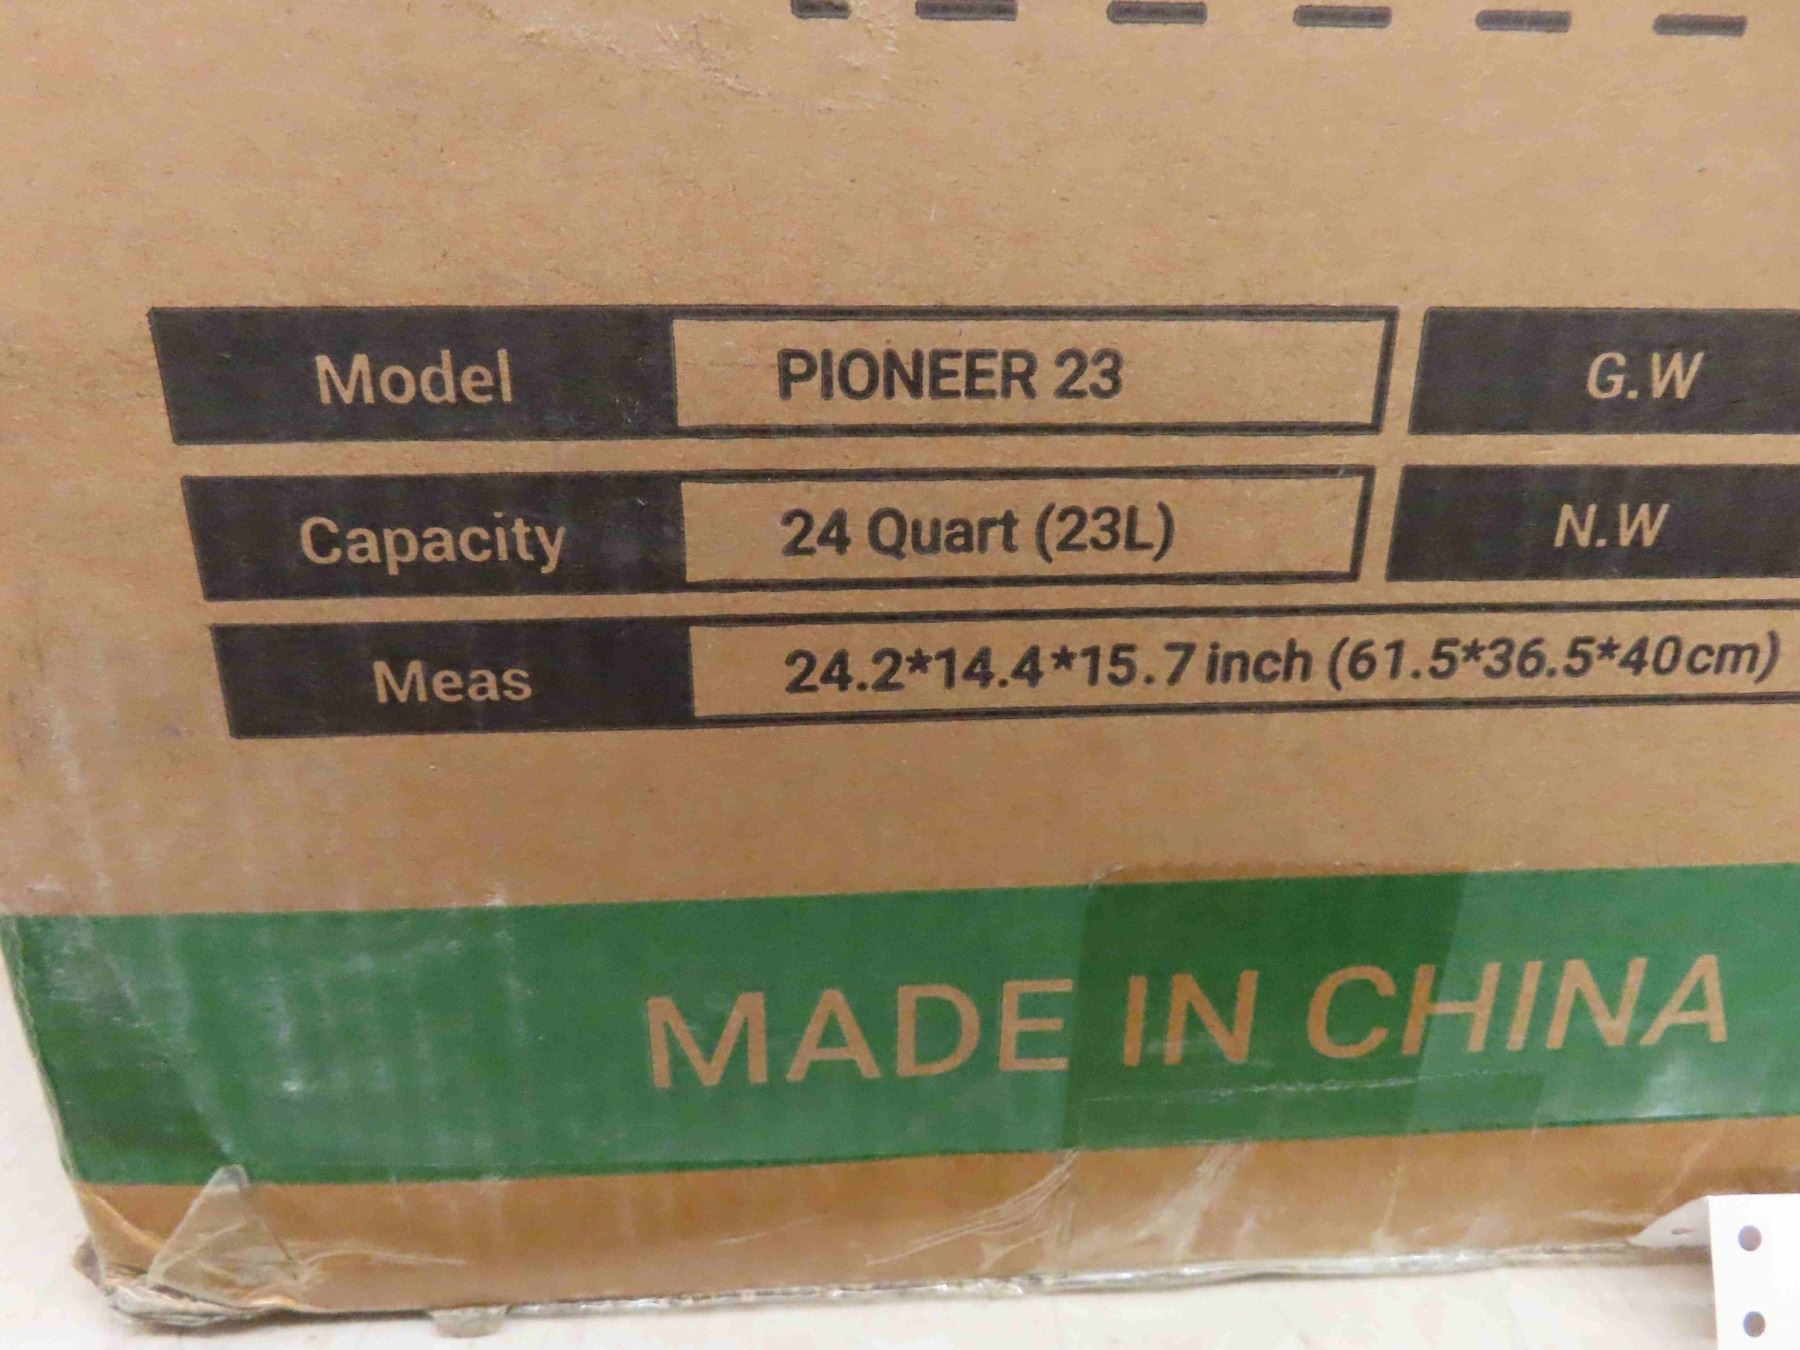 Model PIONEER 23 G.W
Capacity 24 Quart (23L) N.W
Meas 24.2*14.4*15.7 inch (61.5*36.5*40cm)
MADE IN CHINA